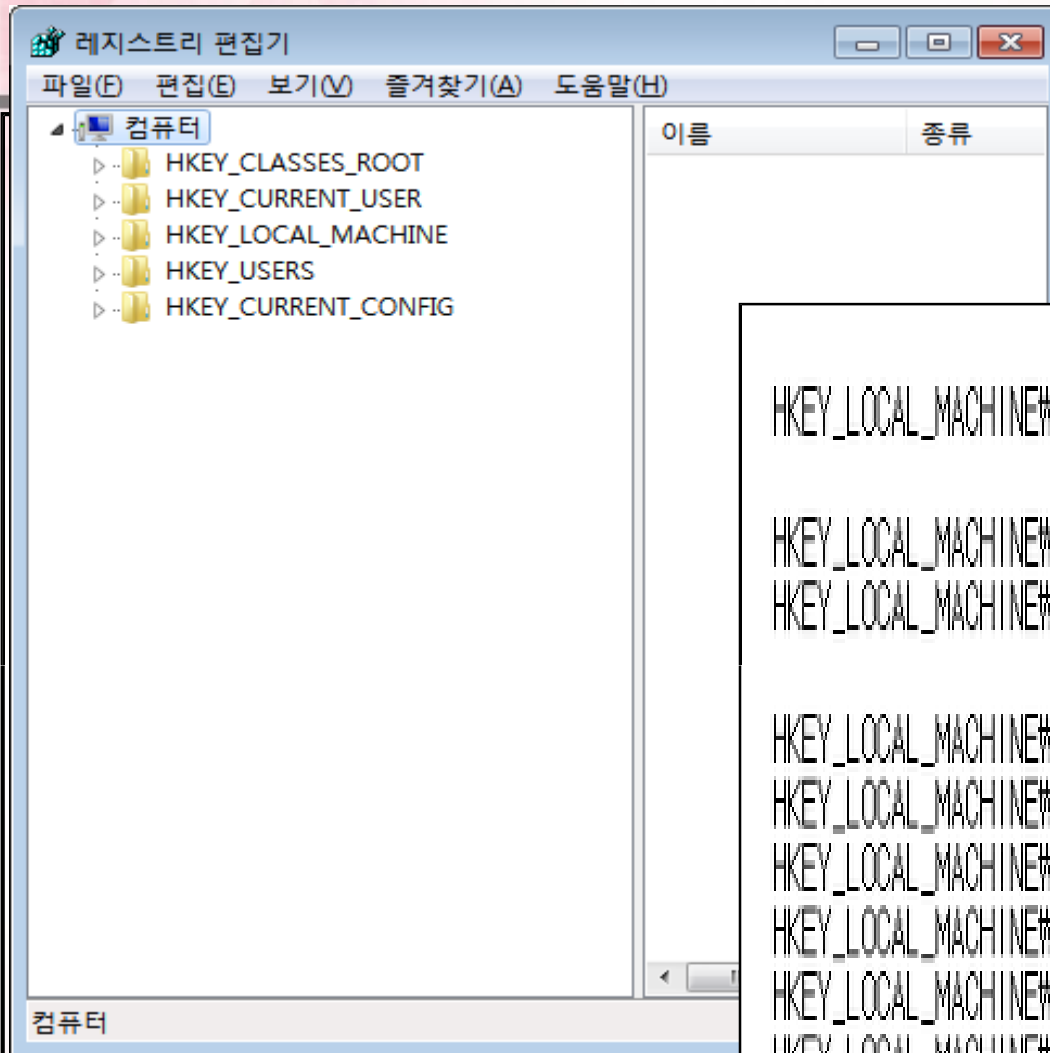 레지스트리 편집기
파일(F) 편집(E) 보기(V) 즐겨찾기(A) 도움말(H)
컴퓨터
HKEY_CLASSES_ROOT
HKEY_CURRENT_USER
HKEY_LOCAL_MACHINE
HKEY_USERS
HKEY_CURRENT_CONFIG
이름 종류
HKEY_LOCAL_MACHINE₩
HKEY_LOCAL_MACHINE₩
HKEY_LOCAL_MACHINE₩
HKEY_LOCAL_MACHINE₩
HKEY_LOCAL_MACHINE₩
HKEY_LOCAL_MACHINE₩
HKEY_LOCAL_MACHINE₩
HKEY_LOCAL_MACHINE₩
HKEY_LOCAL_MACHINE₩
컴퓨터